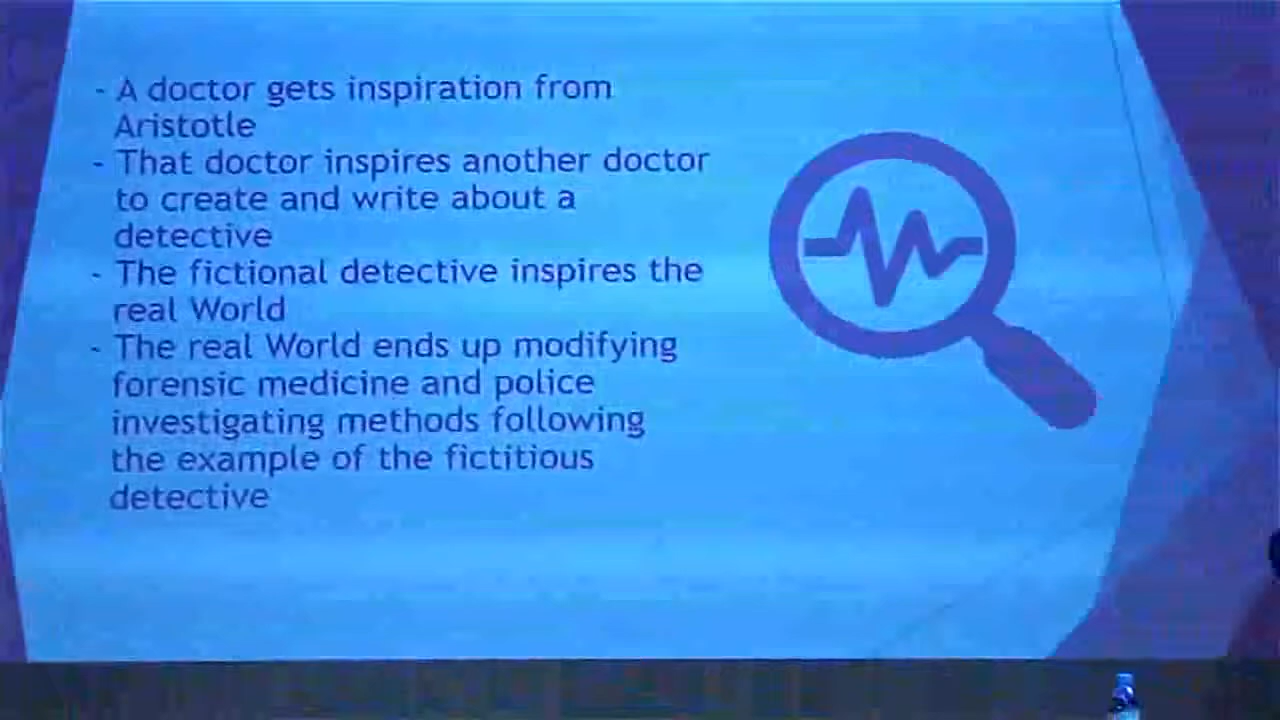 - A doctor gets inspiration from
Aristotle
- That doctor inspires another doctor
to create and write about a
detective
- The fictional detective inspires the
real World
- The real World ends up modifying
forensic medicine and police
investigating methods following
the example of the fictitious
detective